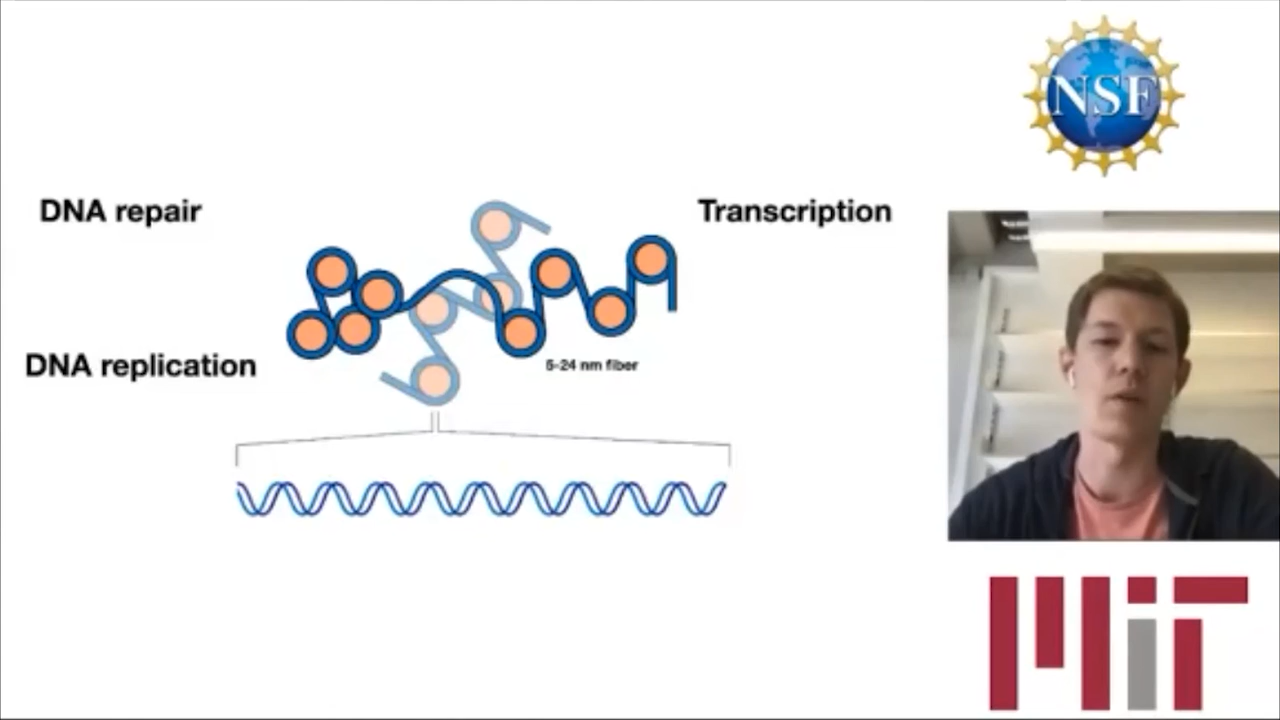 NSF
DNA repair
Transcription
DNA replication
5-24 nm fiber
MIT